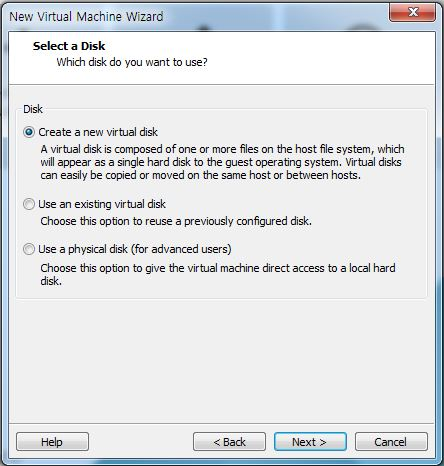 New Virtual Machine Wizard
Select a Disk
Which disk do you want to use?
Disk
Create a new virtual disk
A virtual disk is composed of one or more files on the host file system, which
will appear as a single hard disk to the guest operating system. Virtual disks
can easily be copied or moved on the same host or between hosts.
Use an existing virtual disk
Choose this option to reuse a previously configured disk.
Use a physical disk (for advanced users)
Choose this option to give the virtual machine direct access to a local hard
disk.
Help
< Back
Next >
Cancel